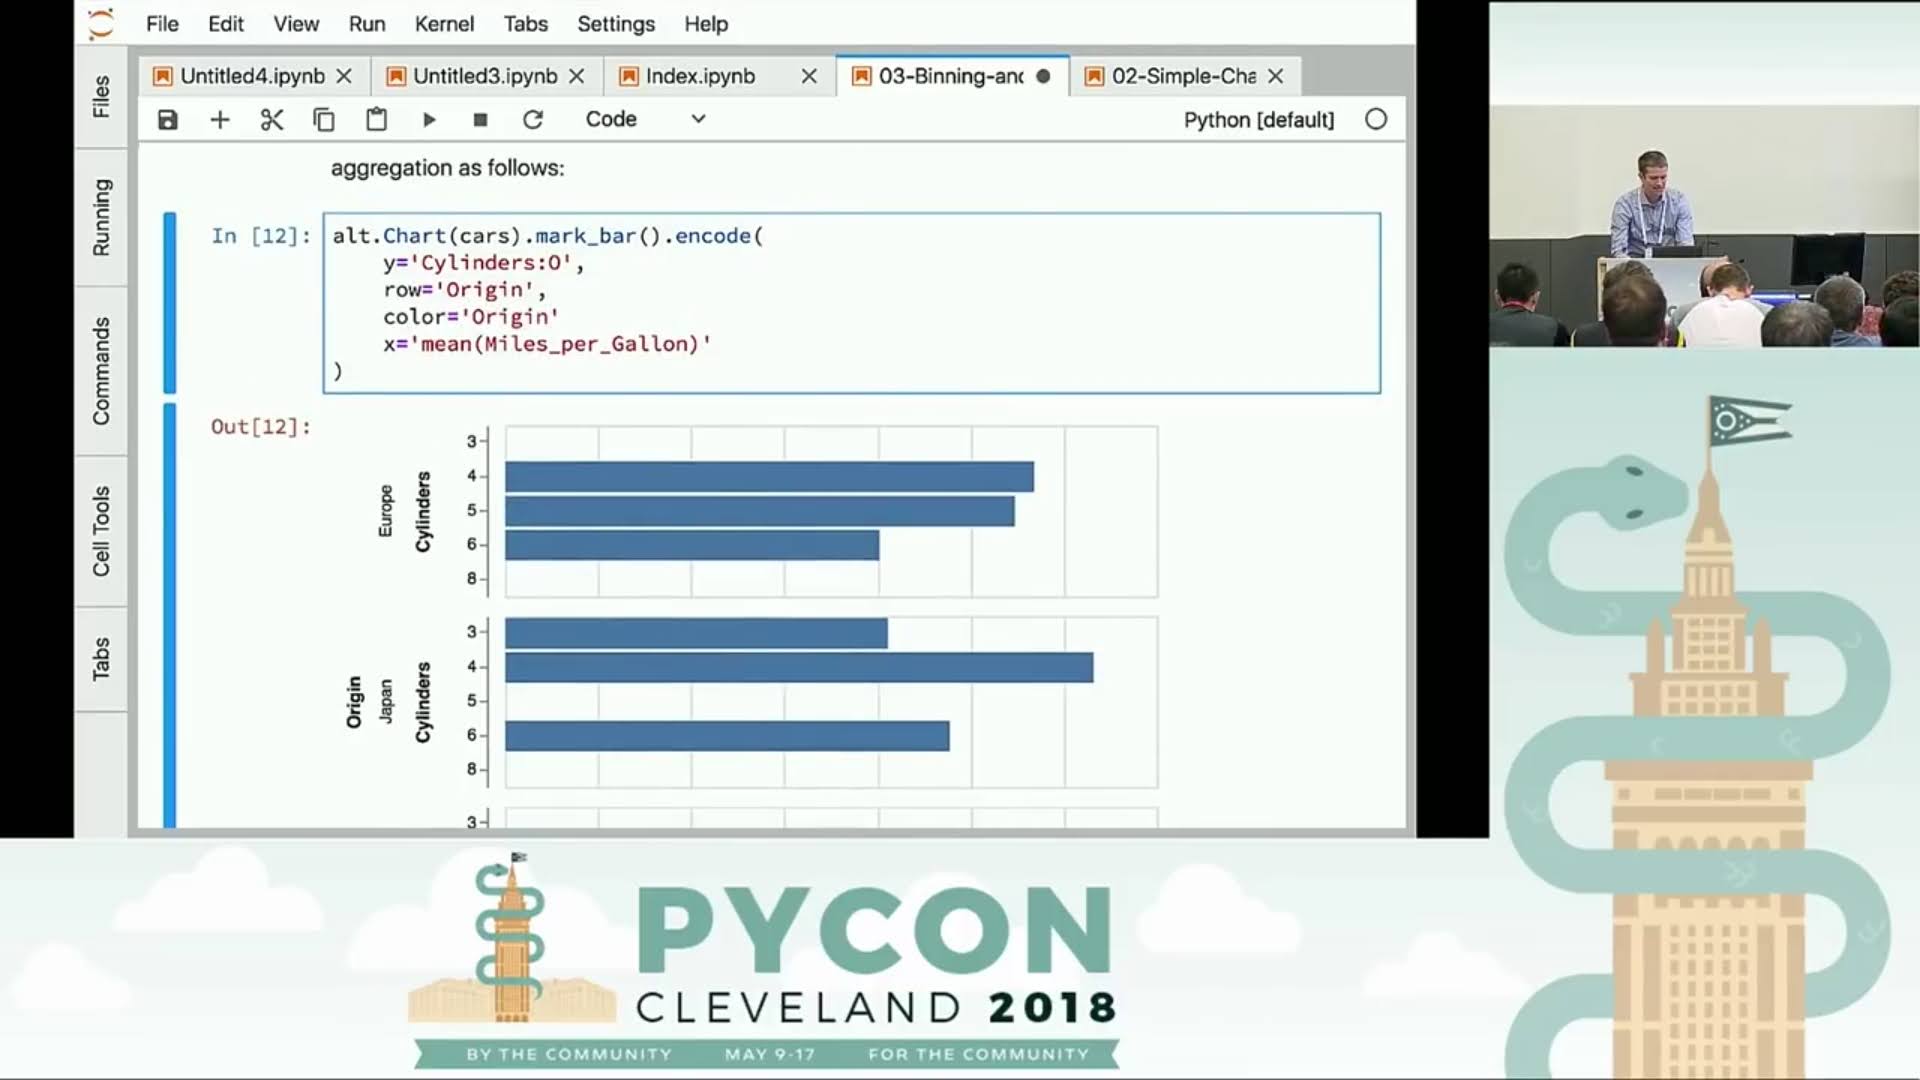 File Edit View Run Kernel Tabs Settings Help
Untitled4.ipynb Untitled3.ipynb Index.ipynb 03-Binning-and 02-Simple-Cha
Code Python [default]
Files
Running
Commands
Cell Tools
Tabs
aggregation as follows:
In [12]: alt.Chart(cars).mark_bar().encode(
y='Cylinders:O',
row='Origin',
color='Origin'
x='mean(Miles_per_Gallon)'
)
Out[12]:
Origin
Europe
Cylinders
3
4
5
6
8
Japan
Cylinders
3
4
5
6
8
3
PYCON
CLEVELAND 2018
BY THE COMMUNITY MAY 9-17 FOR THE COMMUNITY